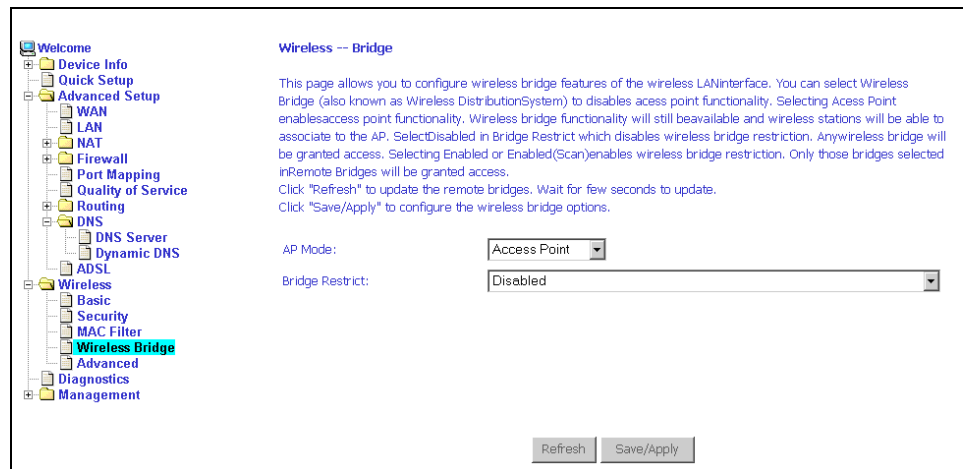 Welcome
Device Info
Quick Setup
Advanced Setup
WAN
LAN
NAT
Firewall
Port Mapping
Quality of Service
Routing
DNS
DNS Server
Dynamic DNS
ADSL
Wireless
Basic
Security
MAC Filter
Wireless Bridge
Advanced
Diagnostics
Management
Wireless -- Bridge
This page allows you to configure wireless bridge features of the wireless LANinterface. You can select Wireless
Bridge (also known as Wireless DistributionSystem) to disables acess point functionality. Selecting Acess Point
enablesaccess point functionality. Wireless bridge functionality will still beavailable and wireless stations will be able to
associate to the AP. SelectDisabled in Bridge Restrict which disables wireless bridge restriction. Anywireless bridge will
be granted access. Selecting Enabled or Enabled(Scan)enables wireless bridge restriction. Only those bridges selected
inRemote Bridges will be granted access.
Click "Refresh" to update the remote bridges. Wait for few seconds to update.
Click "Save/Apply" to configure the wireless bridge options.
AP Mode: Access Point
Bridge Restrict: Disabled
Refresh Save/Apply